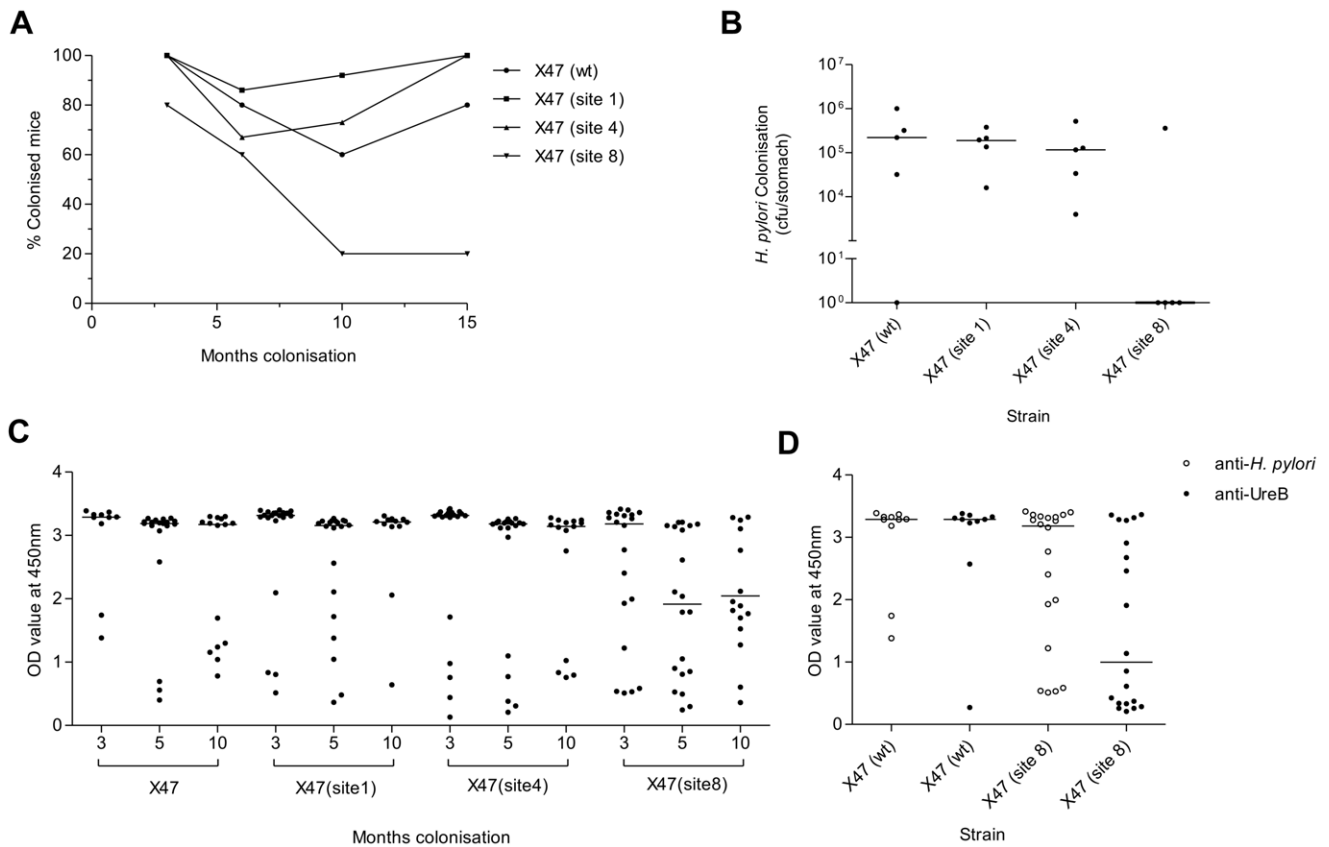 A
100
80
60
40
20
0
% Colonised mice
0
5
10
15
Months colonisation
X47 (wt)
X47 (site 1)
X47 (site 4)
X47 (site 8)
B
10⁷
10⁶
10⁵
10⁴
10¹
10⁰
H. pylori Colonisation
(cfu/stomach)
X47 (wt)
X47 (site 1)
X47 (site 4)
X47 (site 8)
Strain
C
4
3
2
1
0
OD value at 450nm
3 5 10 3 5 10 3 5 10 3 5 10
X47 X47(site1) X47(site4) X47(site8)
Months colonisation
D
4
3
2
1
0
OD value at 450nm
X47 (wt)
X47 (wt)
X47 (site 8)
X47 (site 8)
Strain
anti-H. pylori
anti-UreB